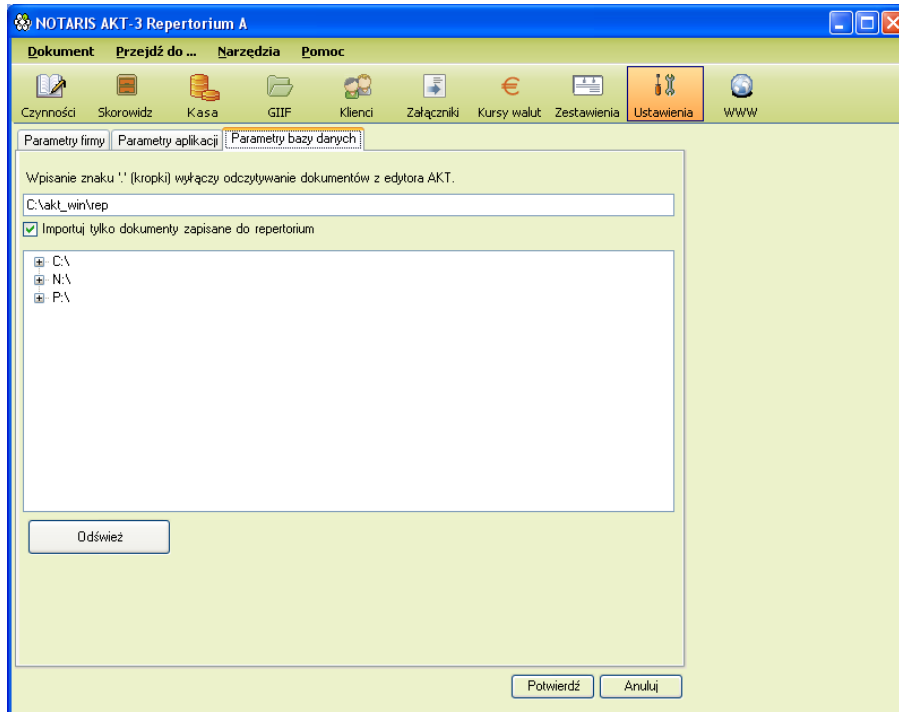 NOTARIS AKT-3 Repertorium A
Dokument Przejdź do ... Narzędzia Pomoc
Czynności Skorowidz Kasa GIIF Klienci Załączniki Kursy walut Zestawienia Ustawienia WWW
Parametry firmy Parametry aplikacji Parametry bazy danych
Wpisanie znaku '.' (kropki) wyłączy odczytywanie dokumentów z edytora AKT.
C:\akt_win\rep
Importuj tylko dokumenty zapisane do repertorium
C:\
N:\
P:\
Odśwież
Potwierdź Anuluj